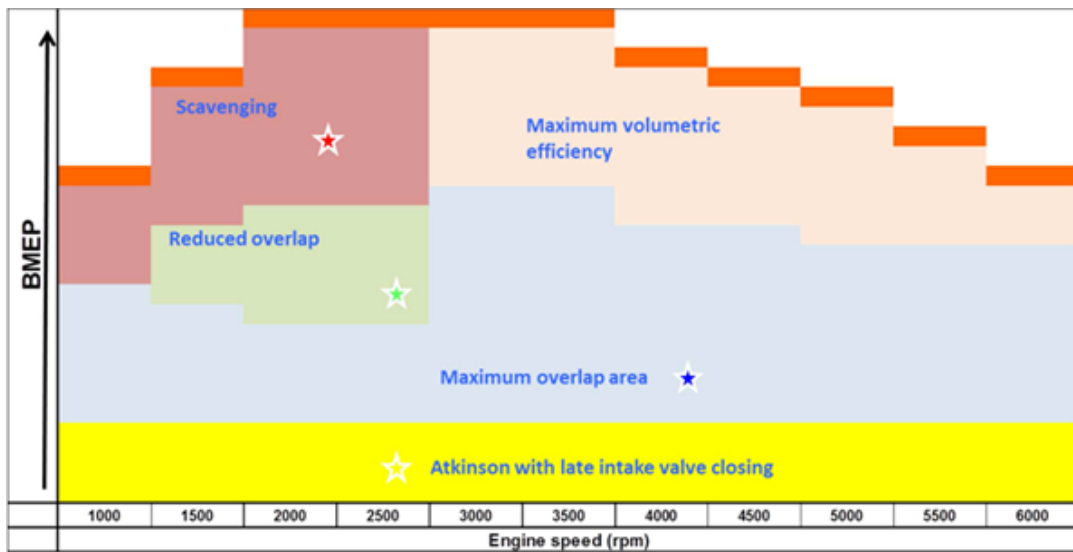 Scavenging
Maximum volumetric
efficiency
Reduced overlap
BMEP
Maximum overlap area
Atkinson with late intake valve closing
1000 1500 2000 2500 3000 3500 4000 4500 5000 5500 6000
Engine speed (rpm)